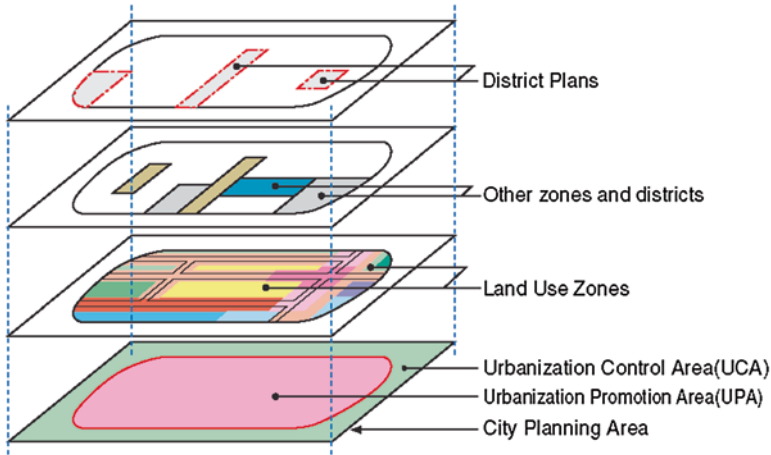 District Plans
Other zones and districts
Land Use Zones
Urbanization Control Area(UCA)
Urbanization Promotion Area(UPA)
City Planning Area